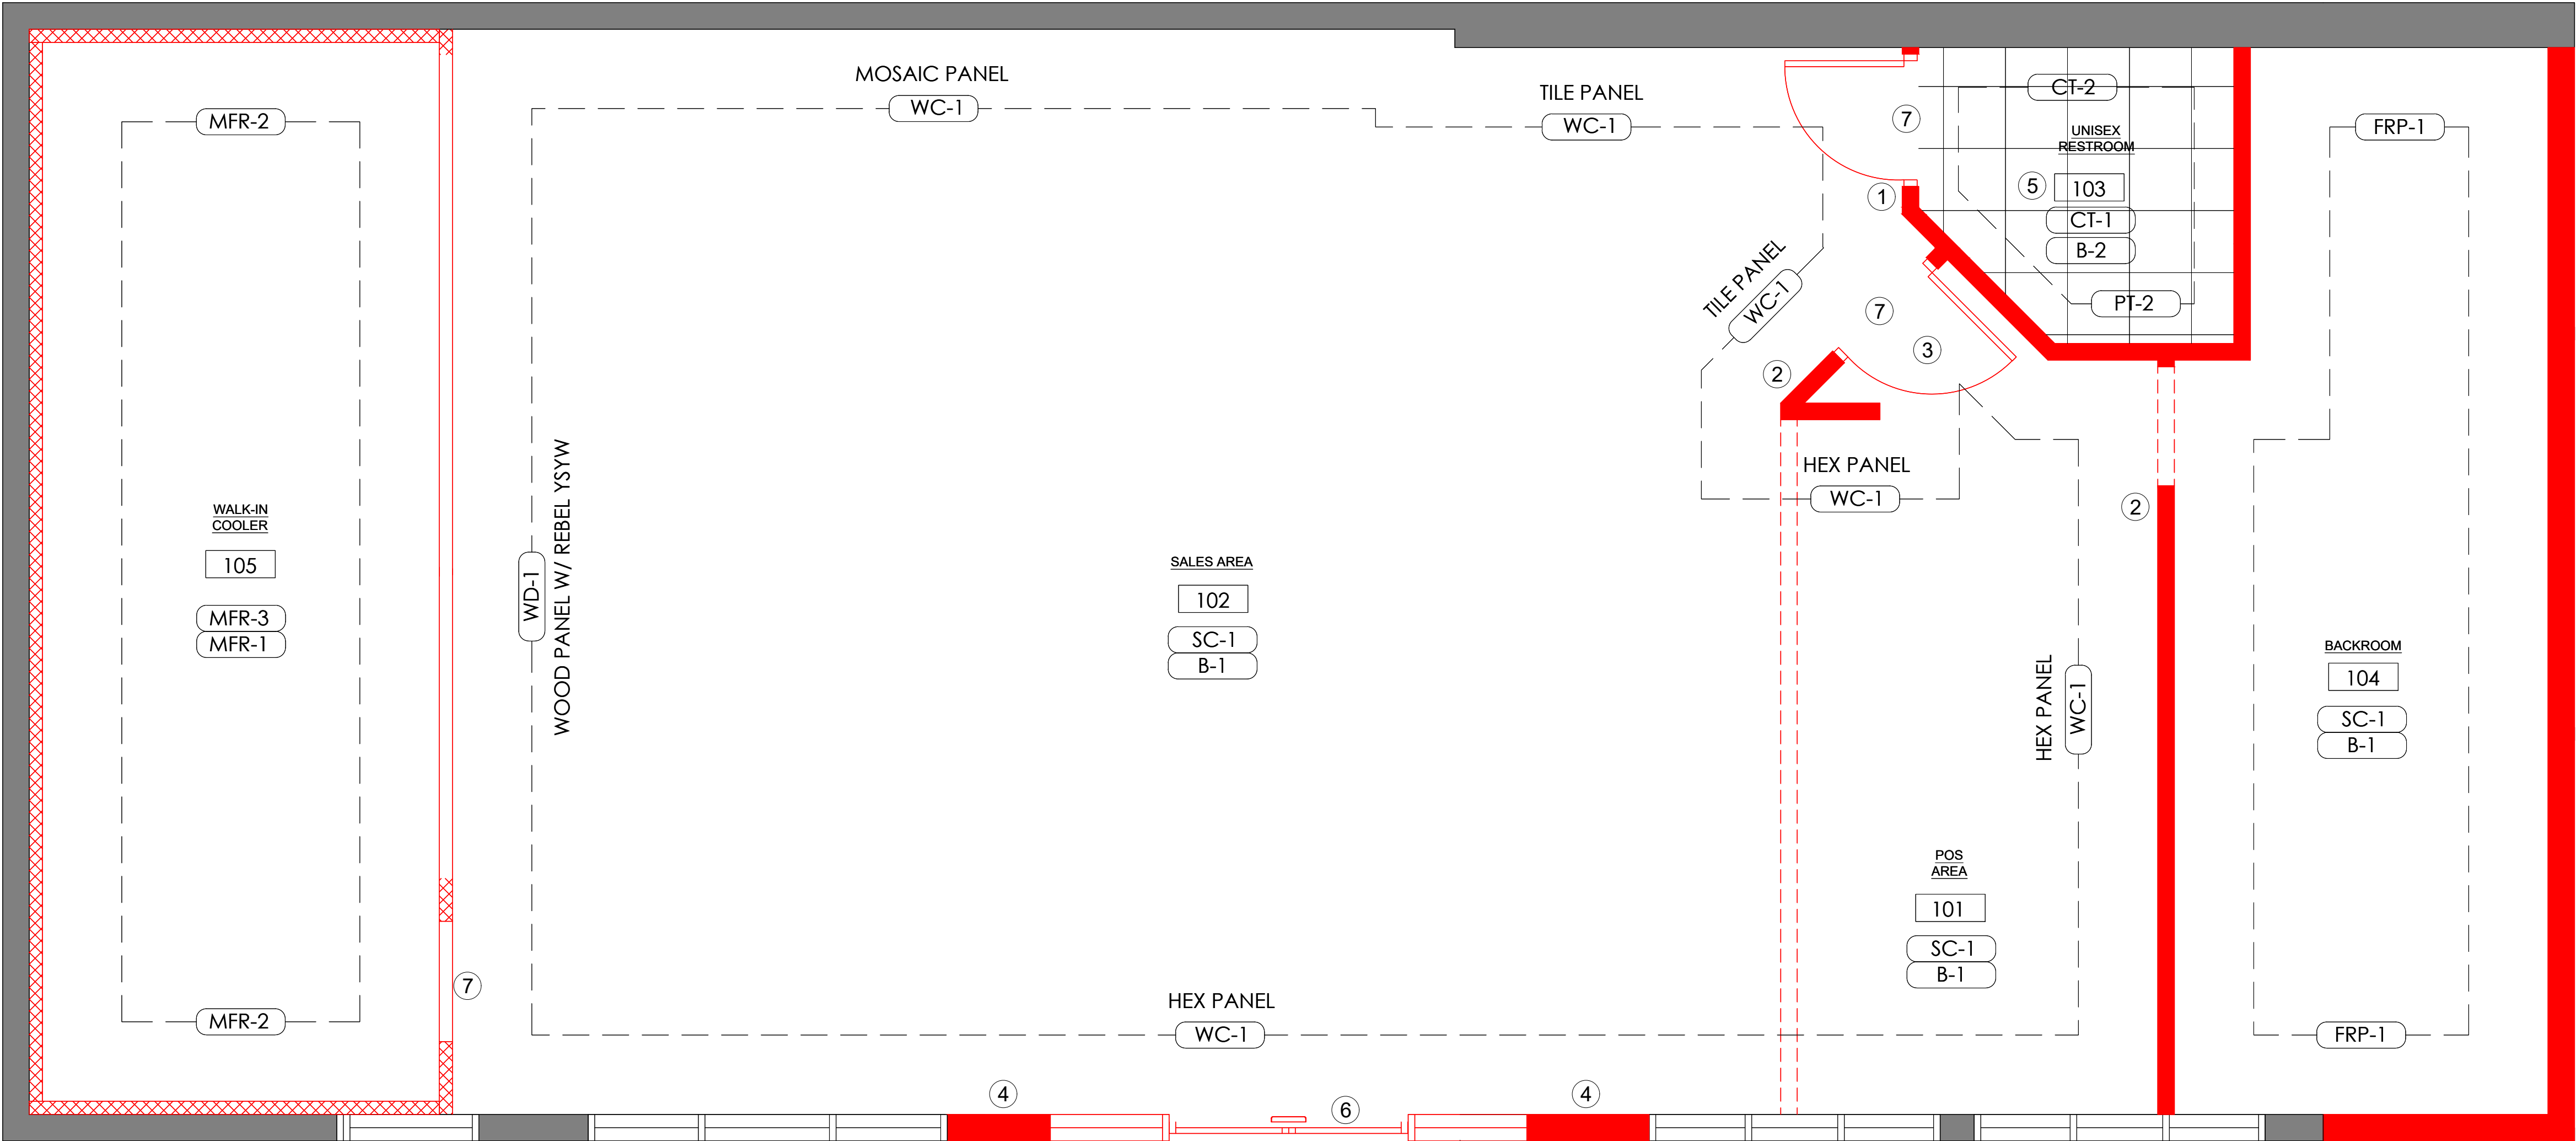 MOSAIC PANEL
WC-1
TILE PANEL
WC-1
MFR-2
CT-2
7
UNISEX
RESTROOM
5
103
CT-1
B-2
PT-2
FRP-1
1
TILE PANEL
WC-1
7
3
2
HEX PANEL
WC-1
2
WALK-IN
COOLER
105
MFR-3
MFR-1
WD-1
WOOD PANEL W/ REBEL YSYW
SALES AREA
102
SC-1
B-1
HEX PANEL
WC-1
BACKROOM
104
SC-1
B-1
POS
AREA
101
SC-1
B-1
7
MFR-2
HEX PANEL
WC-1
FRP-1
4
6
4